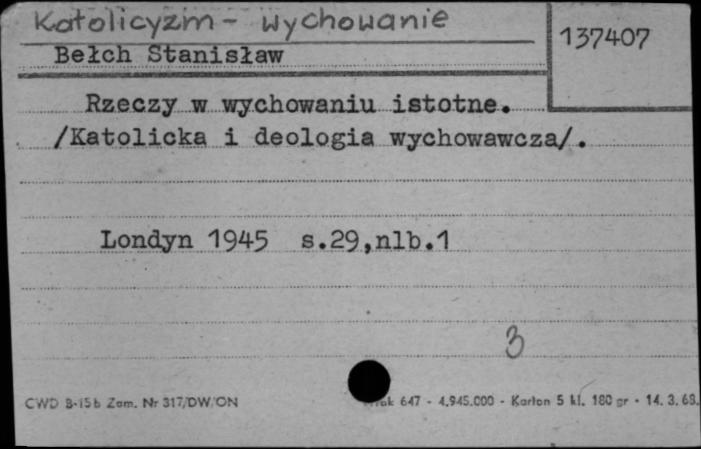 Katolicyzm - wychowanie
137407
Bełch Stanisław
Rzeczy w wychowaniu istotne.
/Katolicka i deologia wychowawcza/.
Londyn 1945 s.29,nlb.1
3
CWD B-15b Zam. Nr 317/DW/ON
647 - 4.945.000 - Karton 5 kl. 180 gr - 14. 3. 68.